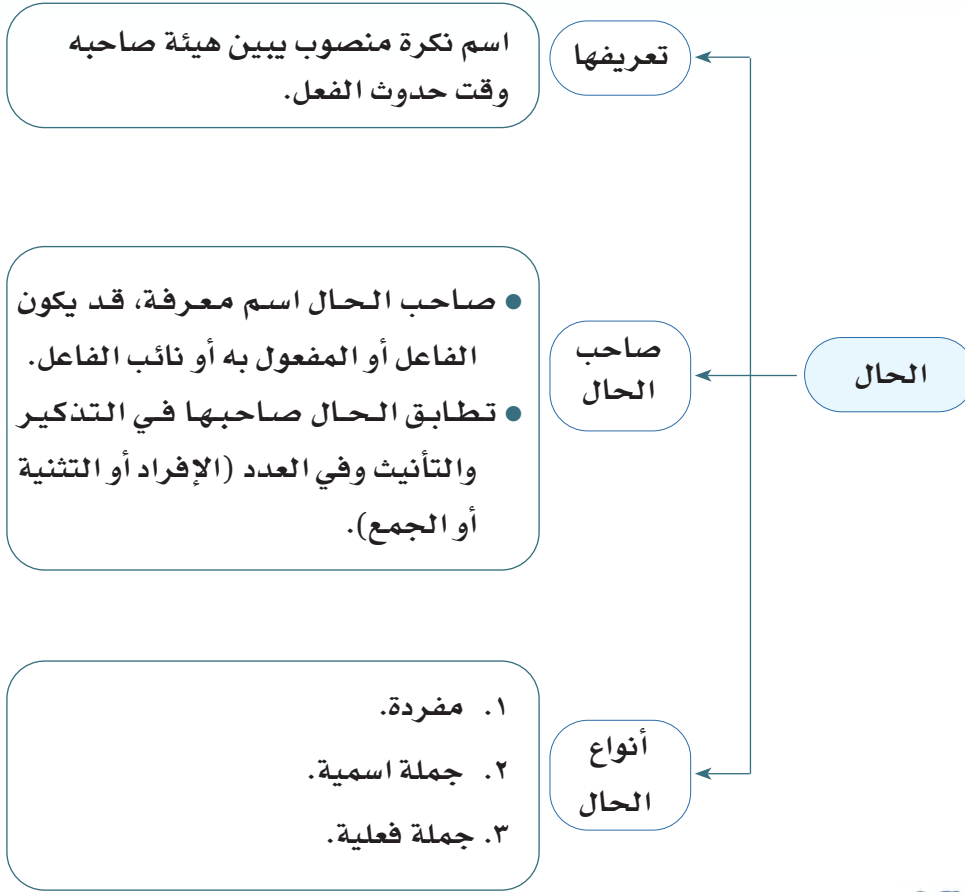 الحال
تعريفها
اسم نكرة منصوب يبين هيئة صاحبه
وقت حدوث الفعل.
صاحب
الحال
● صاحب الحال اسم معرفة، قد يكون
الفاعل أو المفعول به أو نائب الفاعل.
● تطابق الحال صاحبها في التذكير
والتأنيث وفي العدد (الإفراد أو التثنية
أو الجمع).
أنواع
الحال
١. مفردة.
٢. جملة اسمية.
٣. جملة فعلية.